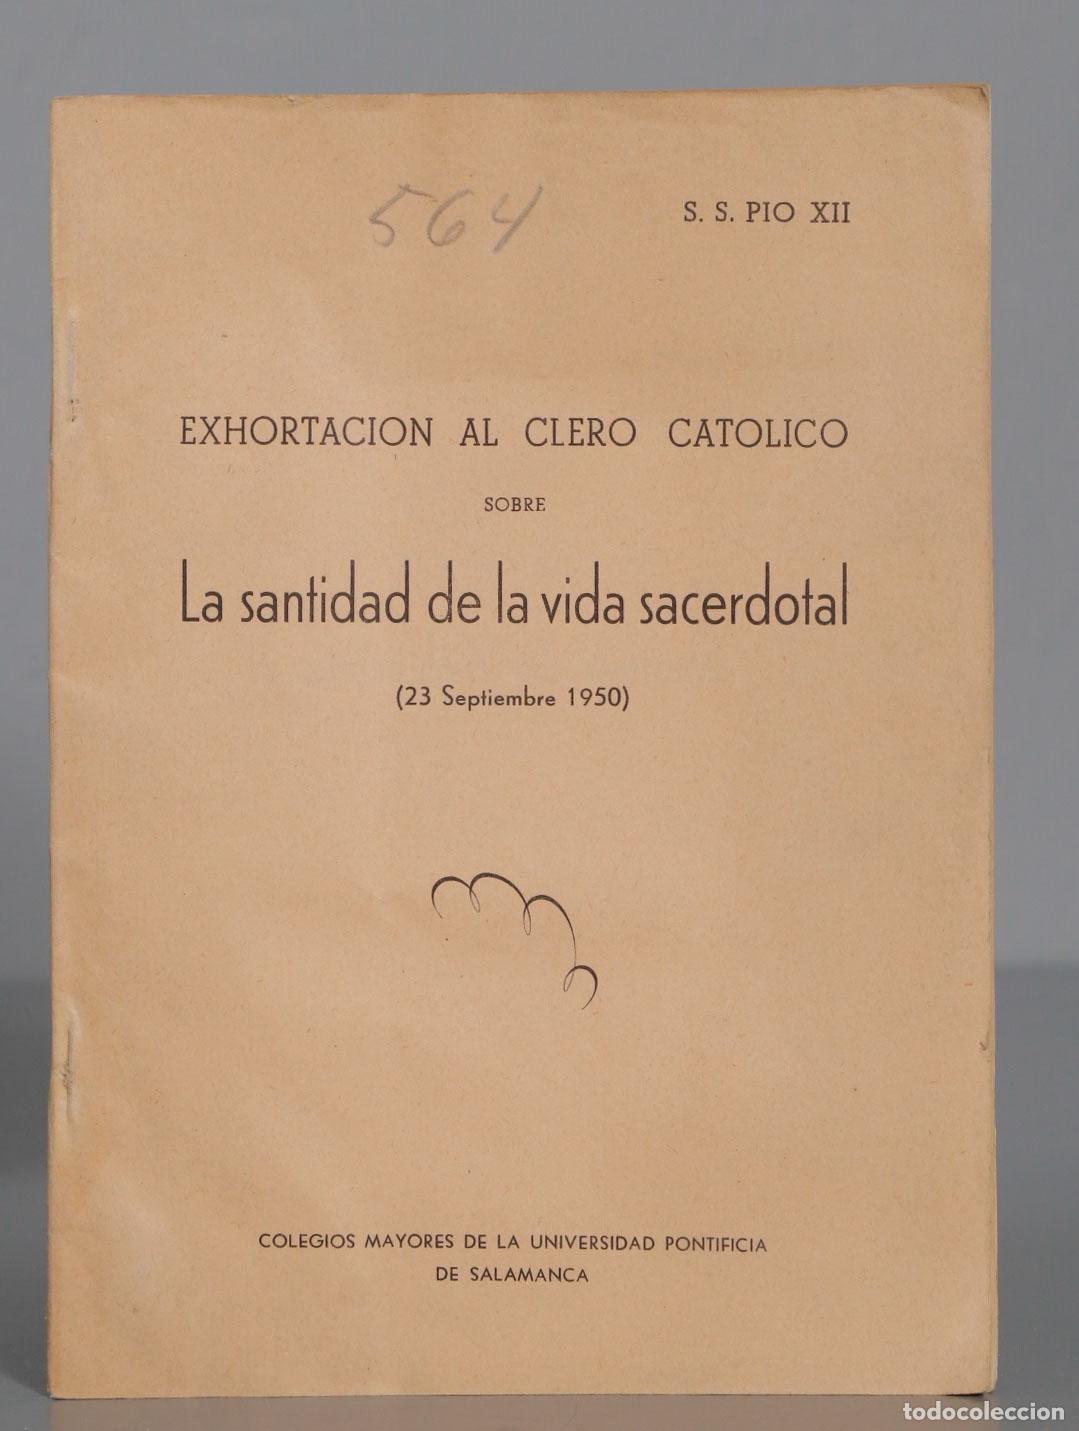 564
S. S. PIO XII
EXHORTACION AL CLERO CATOLICO
SOBRE
La santidad de la vida sacerdotal
(23 Septiembre 1950)
COLEGIOS MAYORES DE LA UNIVERSIDAD PONTIFICIA
DE SALAMANCA
todocoleccion